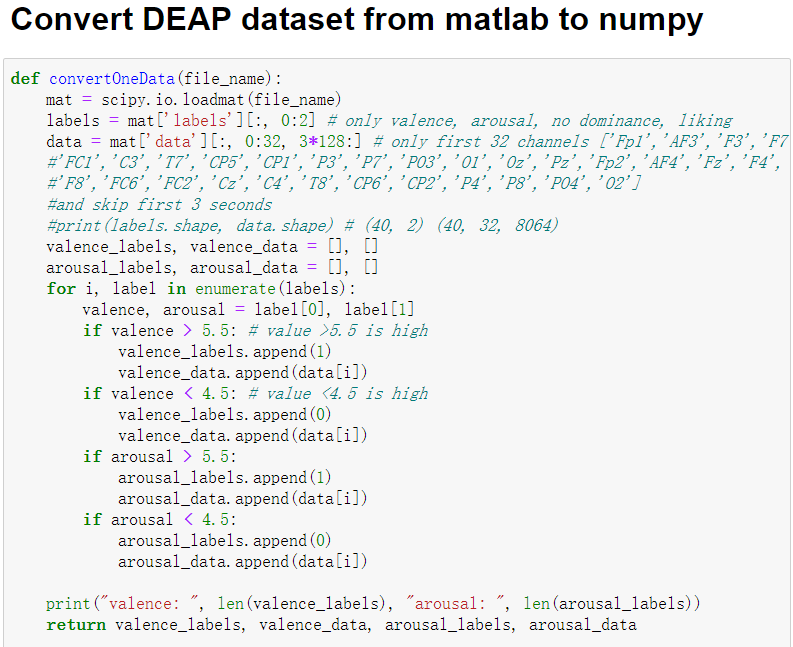 Convert DEAP dataset from matlab to numpy
def convertOneData(file_name):
    mat = scipy.io.loadmat(file_name)
    labels = mat['labels'][:, 0:2] # only valence, arousal, no dominance, liking
    data = mat['data'][:, 0:32, 3*128:] # only first 32 channels ['Fp1','AF3','F3','F7
    #'FC1','C3','T7','CP5','CP1','P3','P7','PO3','O1','Oz','Pz','Fp2','AF4','Fz','F4',
    #'F8','FC6','FC2','Cz','C4','T8','CP6','CP2','P4','P8','PO4','O2']
    #and skip first 3 seconds
    #print(labels.shape, data.shape) # (40, 2) (40, 32, 8064)
    valence_labels, valence_data = [], []
    arousal_labels, arousal_data = [], []
    for i, label in enumerate(labels):
        valence, arousal = label[0], label[1]
        if valence > 5.5: # value >5.5 is high
            valence_labels.append(1)
            valence_data.append(data[i])
        if valence < 4.5: # value <4.5 is high
            valence_labels.append(0)
            valence_data.append(data[i])
        if arousal > 5.5:
            arousal_labels.append(1)
            arousal_data.append(data[i])
        if arousal < 4.5:
            arousal_labels.append(0)
            arousal_data.append(data[i])
    print("valence: ", len(valence_labels), "arousal: ", len(arousal_labels))
    return valence_labels, valence_data, arousal_labels, arousal_data